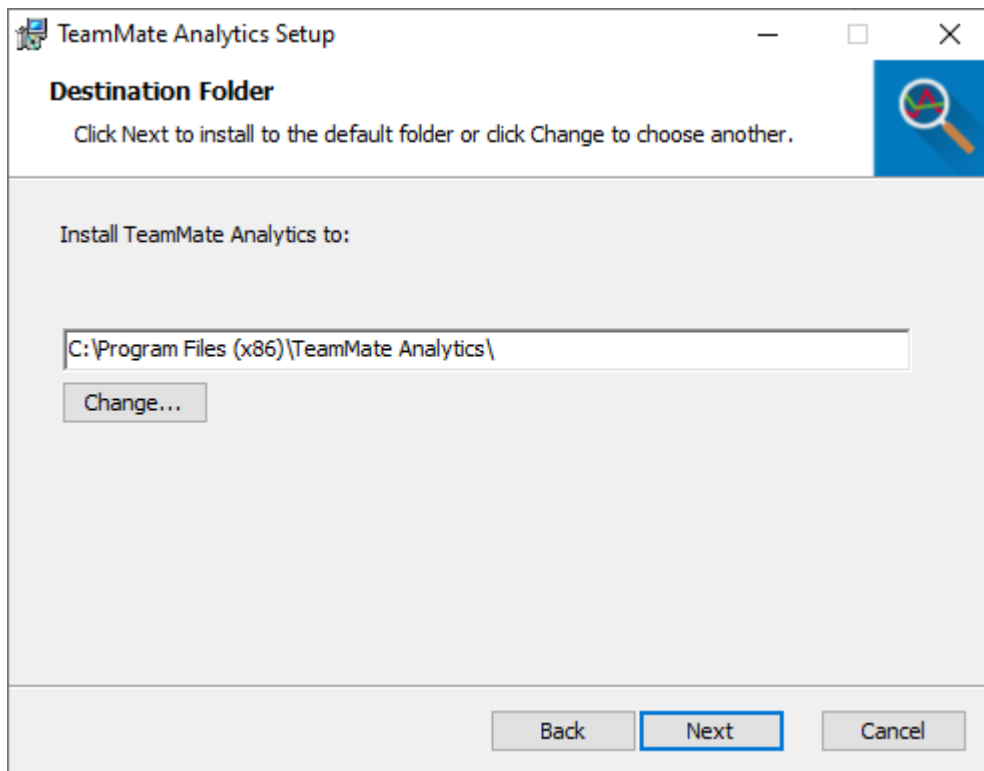 TeamMate Analytics Setup
Destination Folder
Click Next to install to the default folder or click Change to choose another.
Install TeamMate Analytics to:
C:\Program Files (x86)\TeamMate Analytics\
Change...
Back Next Cancel